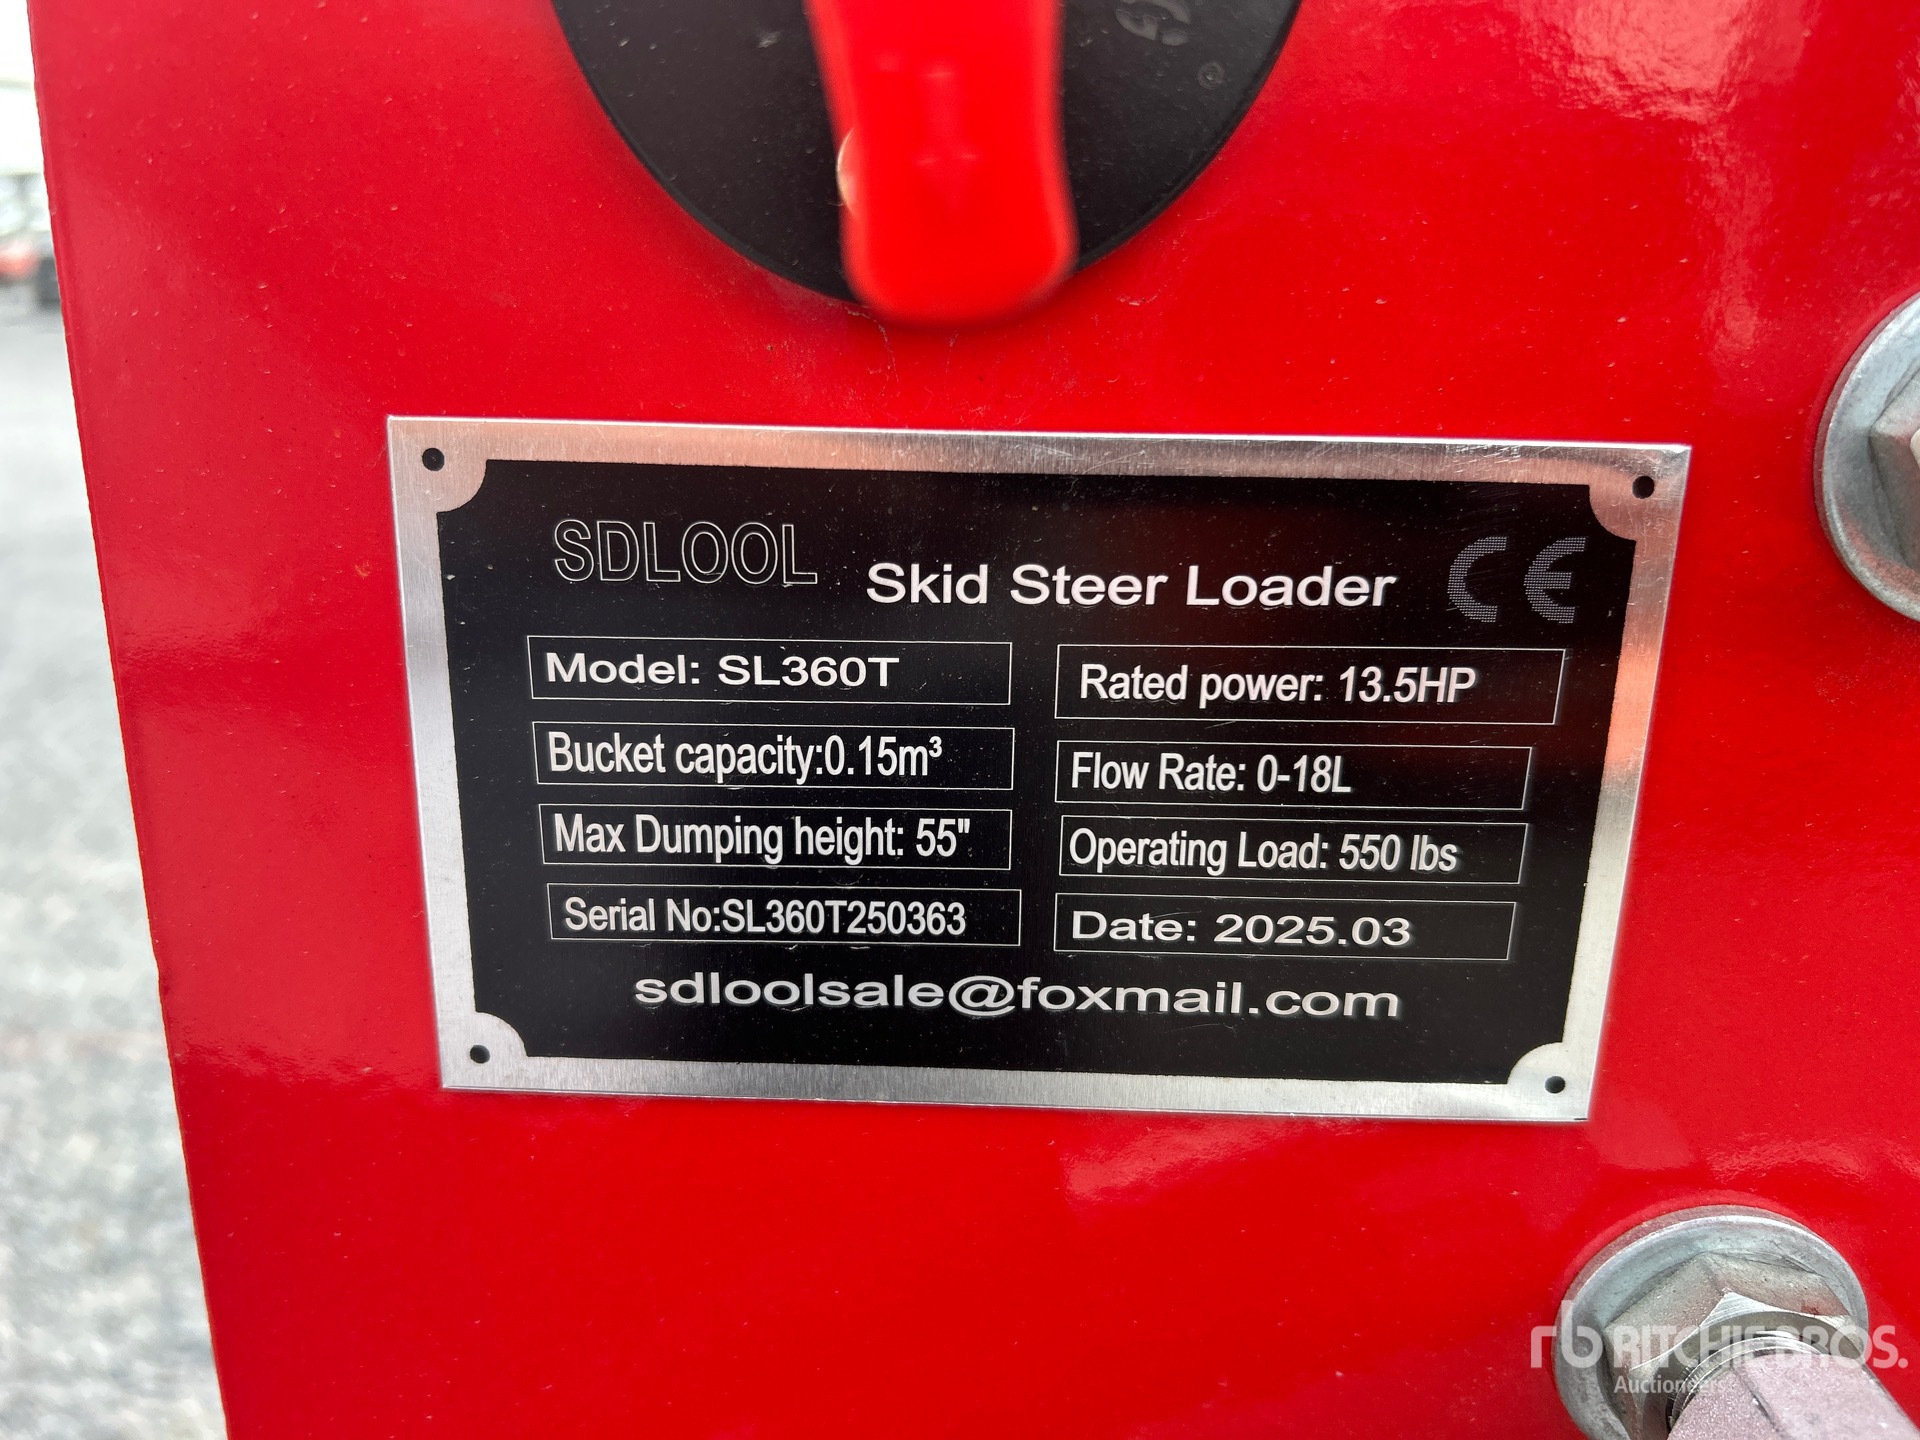 SDLOOL Skid Steer Loader CE
Model: SL360T
Rated power: 13.5HP
Bucket capacity:0.15m³
Flow Rate: 0-18L
Max Dumping height: 55"
Operating Load: 550 lbs
Serial No:SL360T250363
Date: 2025.03
sdloolsale@foxmail.com
rb RITCHIE BROS.
Auctioneers